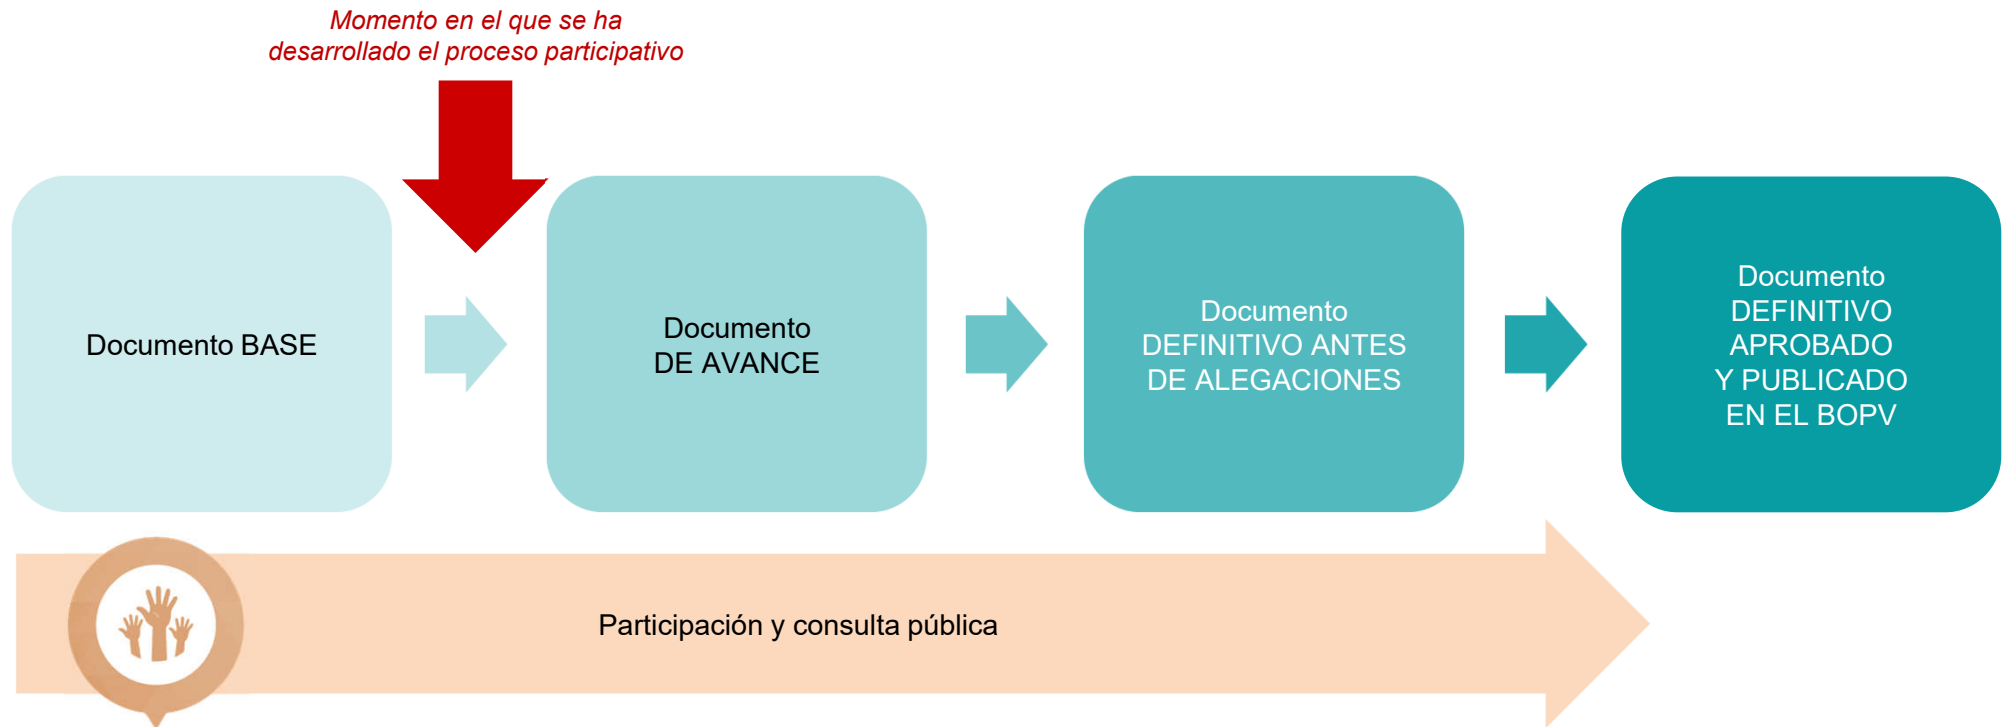 Momento en el que se ha
desarrollado el proceso participativo
Documento BASE
Documento
DE AVANCE
Documento
DEFINITIVO ANTES
DE ALEGACIONES
Documento
DEFINITIVO
APROBADO
Y PUBLICADO
EN EL BOPV
Participación y consulta pública